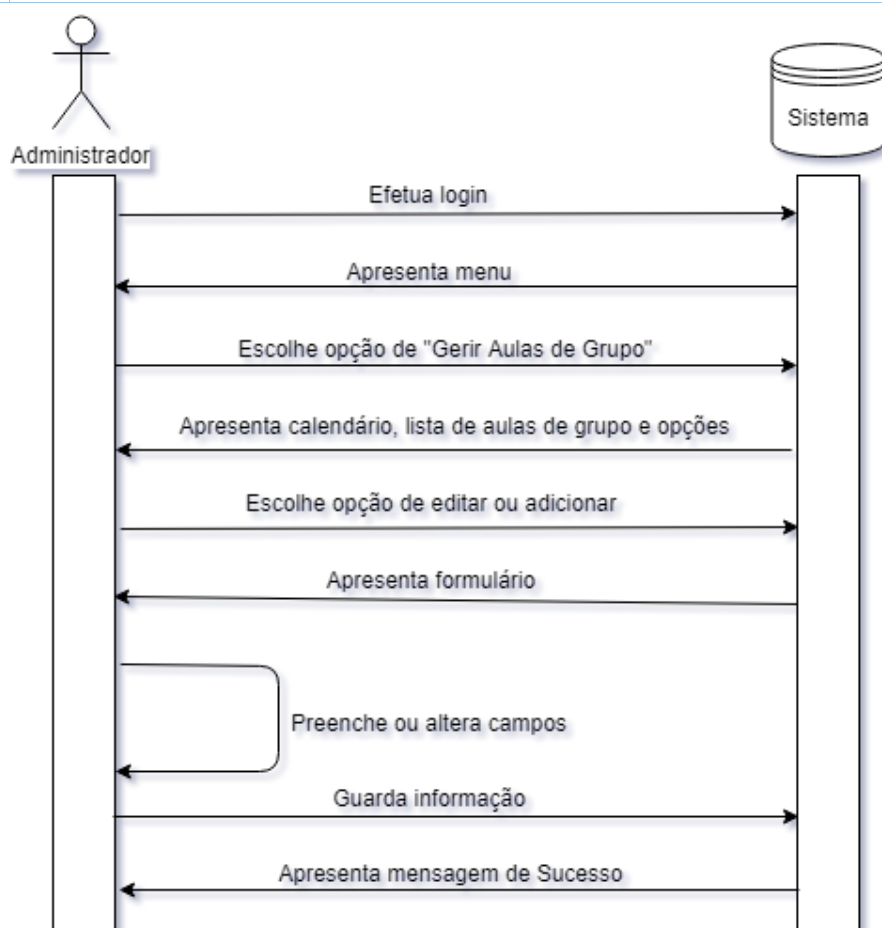 Sistema
Administrador
Efetua login
Apresenta menu
Escolhe opção de "Gerir Aulas de Grupo"
Apresenta calendário, lista de aulas de grupo e opções
Escolhe opção de editar ou adicionar
Apresenta formulário
Preenche ou altera campos
Guarda informação
Apresenta mensagem de Sucesso